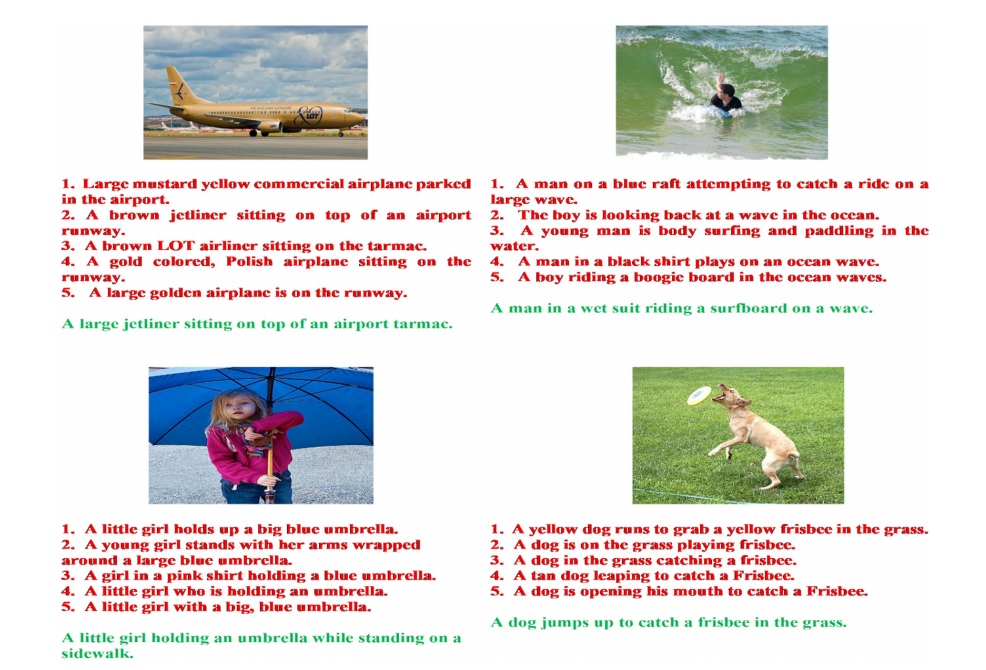 LOT
1. Large mustard yellow commercial airplane parked
in the airport.
2. A brown jetliner sitting on top of an airport
runway.
3. A brown LOT airliner sitting on the tarmac.
4. A gold colored, Polish airplane sitting on the
runway.
5. A large golden airplane is on the runway.
A large jetliner sitting on top of an airport tarmac.
1. A man on a blue raft attempting to catch a ride on a
large wave.
2. The boy is looking back at a wave in the ocean.
3. A young man is body surfing and paddling in the
water.
4. A man in a black shirt plays on an ocean wave.
5. A boy riding a boogie board in the ocean waves.
A man in a wet suit riding a surfboard on a wave.
1. A little girl holds up a big blue umbrella.
2. A young girl stands with her arms wrapped
around a large blue umbrella.
3. A girl in a pink shirt holding a blue umbrella.
4. A little girl who is holding an umbrella.
5. A little girl with a big, blue umbrella.
A little girl holding an umbrella while standing on a
sidewalk.
1. A yellow dog runs to grab a yellow frisbee in the grass.
2. A dog is on the grass playing frisbee.
3. A dog in the grass catching a frisbee.
4. A tan dog leaping to catch a Frisbee.
5. A dog is opening his mouth to catch a Frisbee.
A dog jumps up to catch a frisbee in the grass.